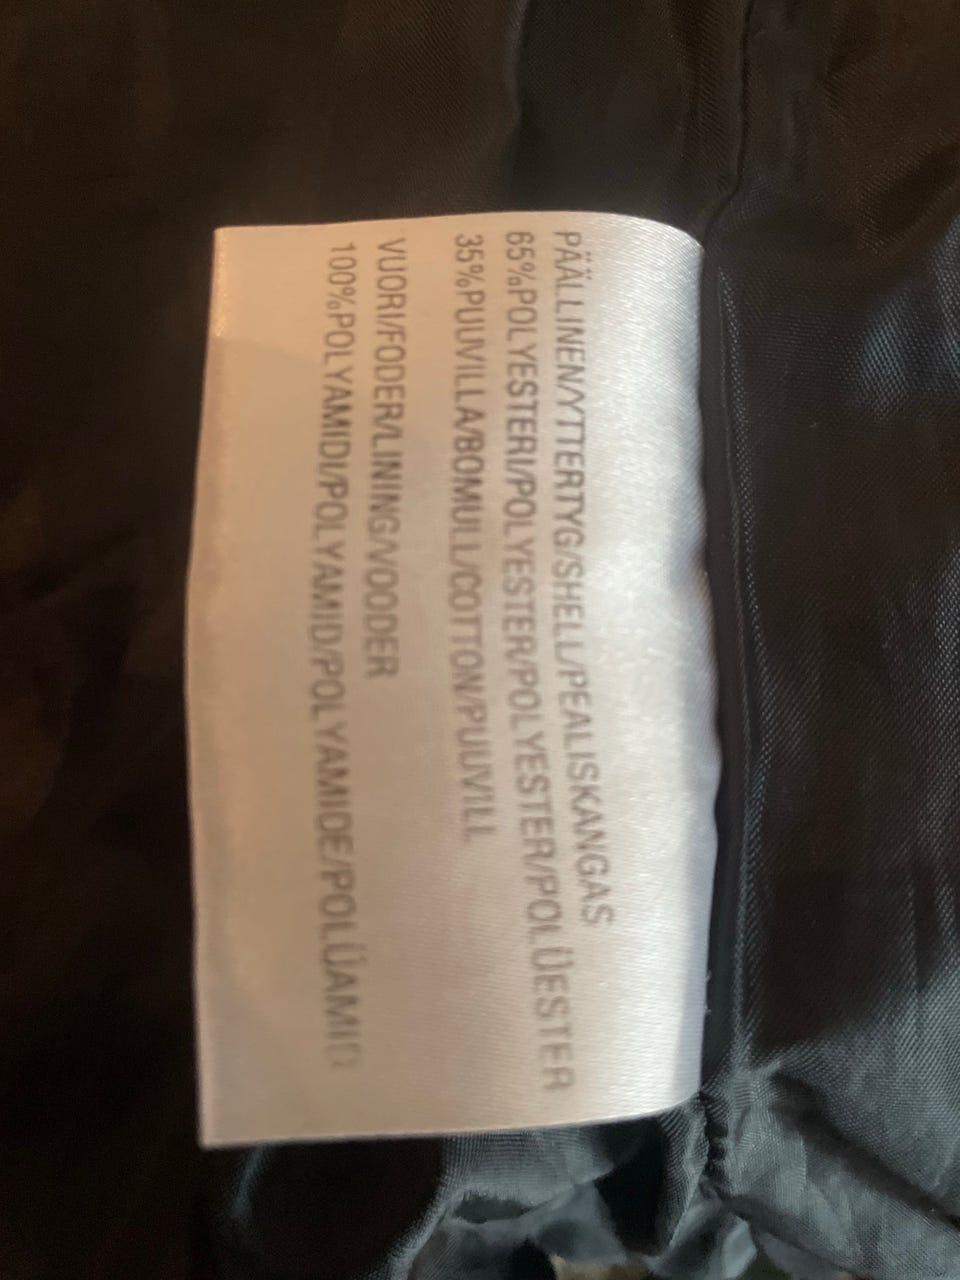 PÄÄLLINEN/YTTERTYG/SHELL/PEALISKANGAS
65%POLYESTERI/POLYESTER/POLYESTER/POLÜESTER
35%PUUVILLA/BOMULL/COTTON/PUUVILL
VUORI/FODER/LINING/VOODER
100%POLYAMIDI/POLYAMID/POLYAMIDE/POLÜAMID